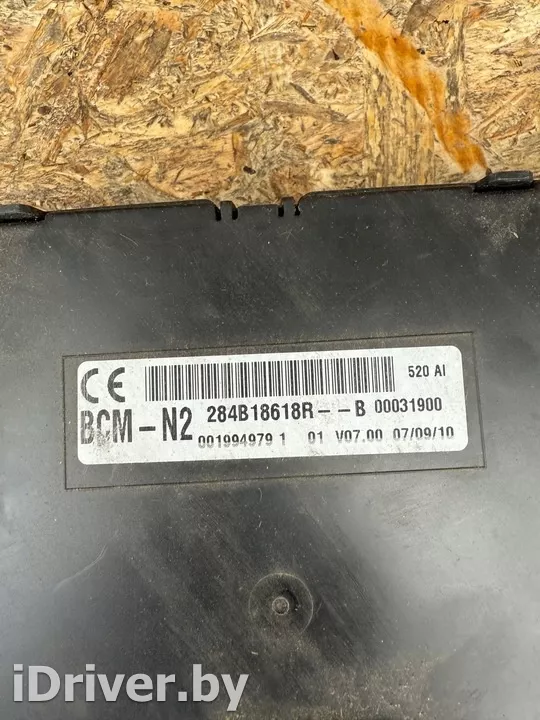 CE 520 AI
BCM-N2 284B18618R--B 00031900
001994979 1 01 V07.00 07/09/10
iDriver.by